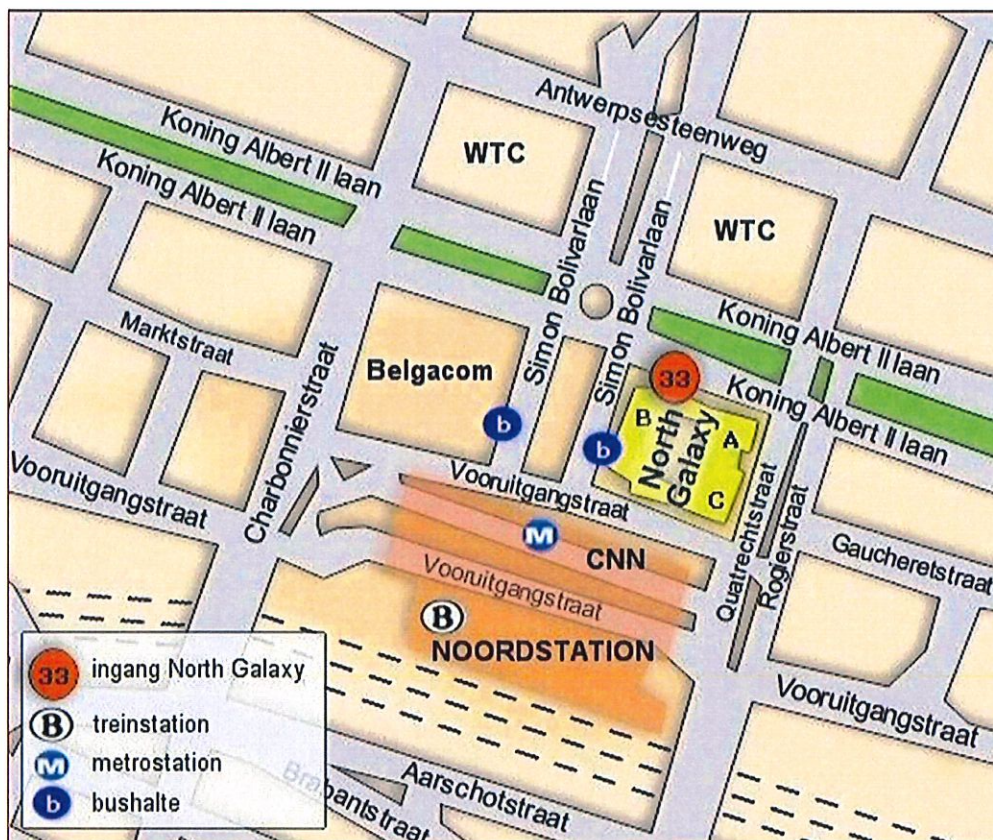 Antwerpsesteenweg
Koning Albert II laan
Koning Albert II laan
WTC
Simon Bolivarlaan
Simon Bolivarlaan
WTC
Koning Albert II laan
Koning Albert II laan
Marktstraat
Belgacom
33
b
b
B
A
C
North
Galaxy
Charbonnierstraat
Vooruitgangstraat
Vooruitgangstraat
M
CNN
Vooruitgangstraat
Quatrechtstraat
Rogierstraat
Gaucheretstraat
B
NOORDSTATION
Vooruitgangstraat
Aarschotstraat
Brabantstraat
33 ingang North Galaxy
B treinstation
M metrostation
b bushalte